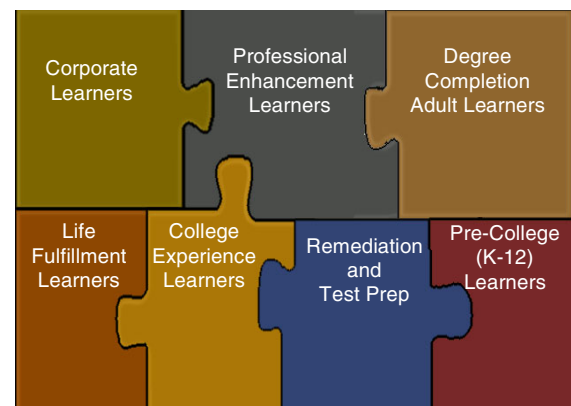 Corporate
Learners
Professional
Enhancement
Learners
Degree
Completion
Adult Learners
Life
Fulfillment
Learners
College
Experience
Learners
Remediation
and
Test Prep
Pre-College
(K-12)
Learners